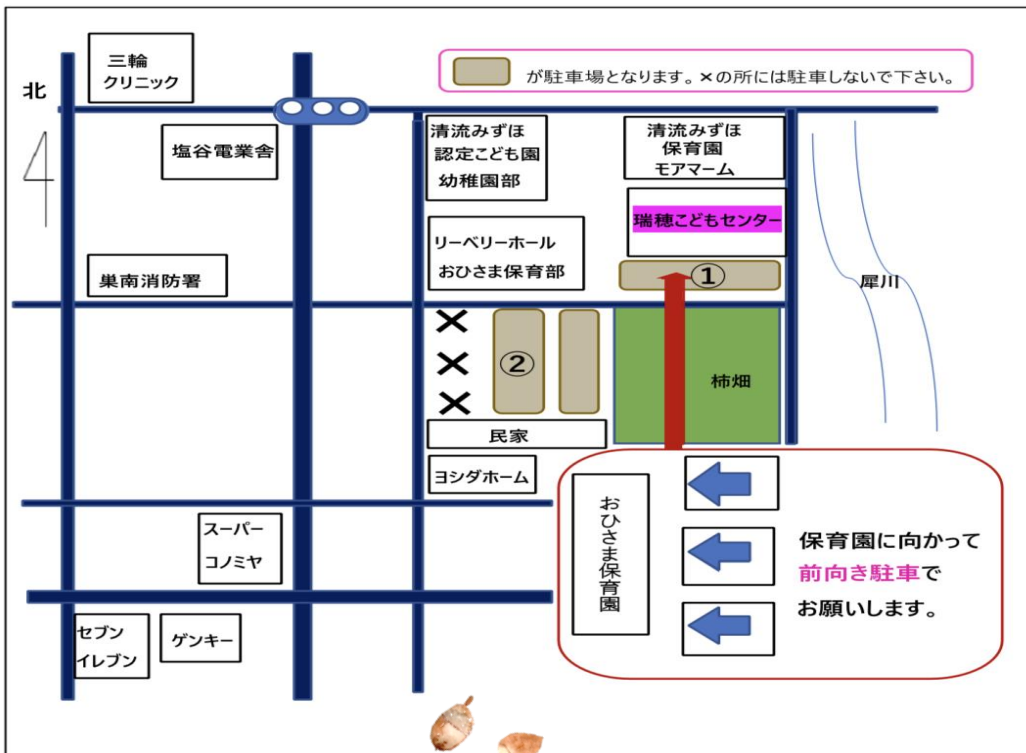 三輪
クリニック
が駐車場となります。×の所には駐車しないで下さい。
北
塩谷電業舎
清流みずほ
認定こども園
幼稚園部
清流みずほ
保育園
モアマーム
瑞穂こどもセンター
リーベリーホール
おひさま保育部
巣南消防署
①
犀川
×
×
×
②
柿畑
民家
ヨシダホーム
スーパー
コノミヤ
おひさま保育園
保育園に向かって
前向き駐車で
お願いします。
セブン
イレブン
ゲンキー